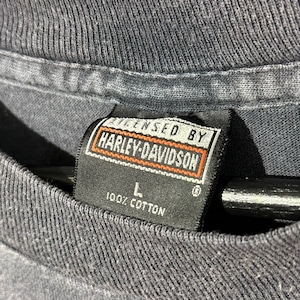 LICENSED BY
HARLEY-DAVIDSON
®
L
100% COTTON